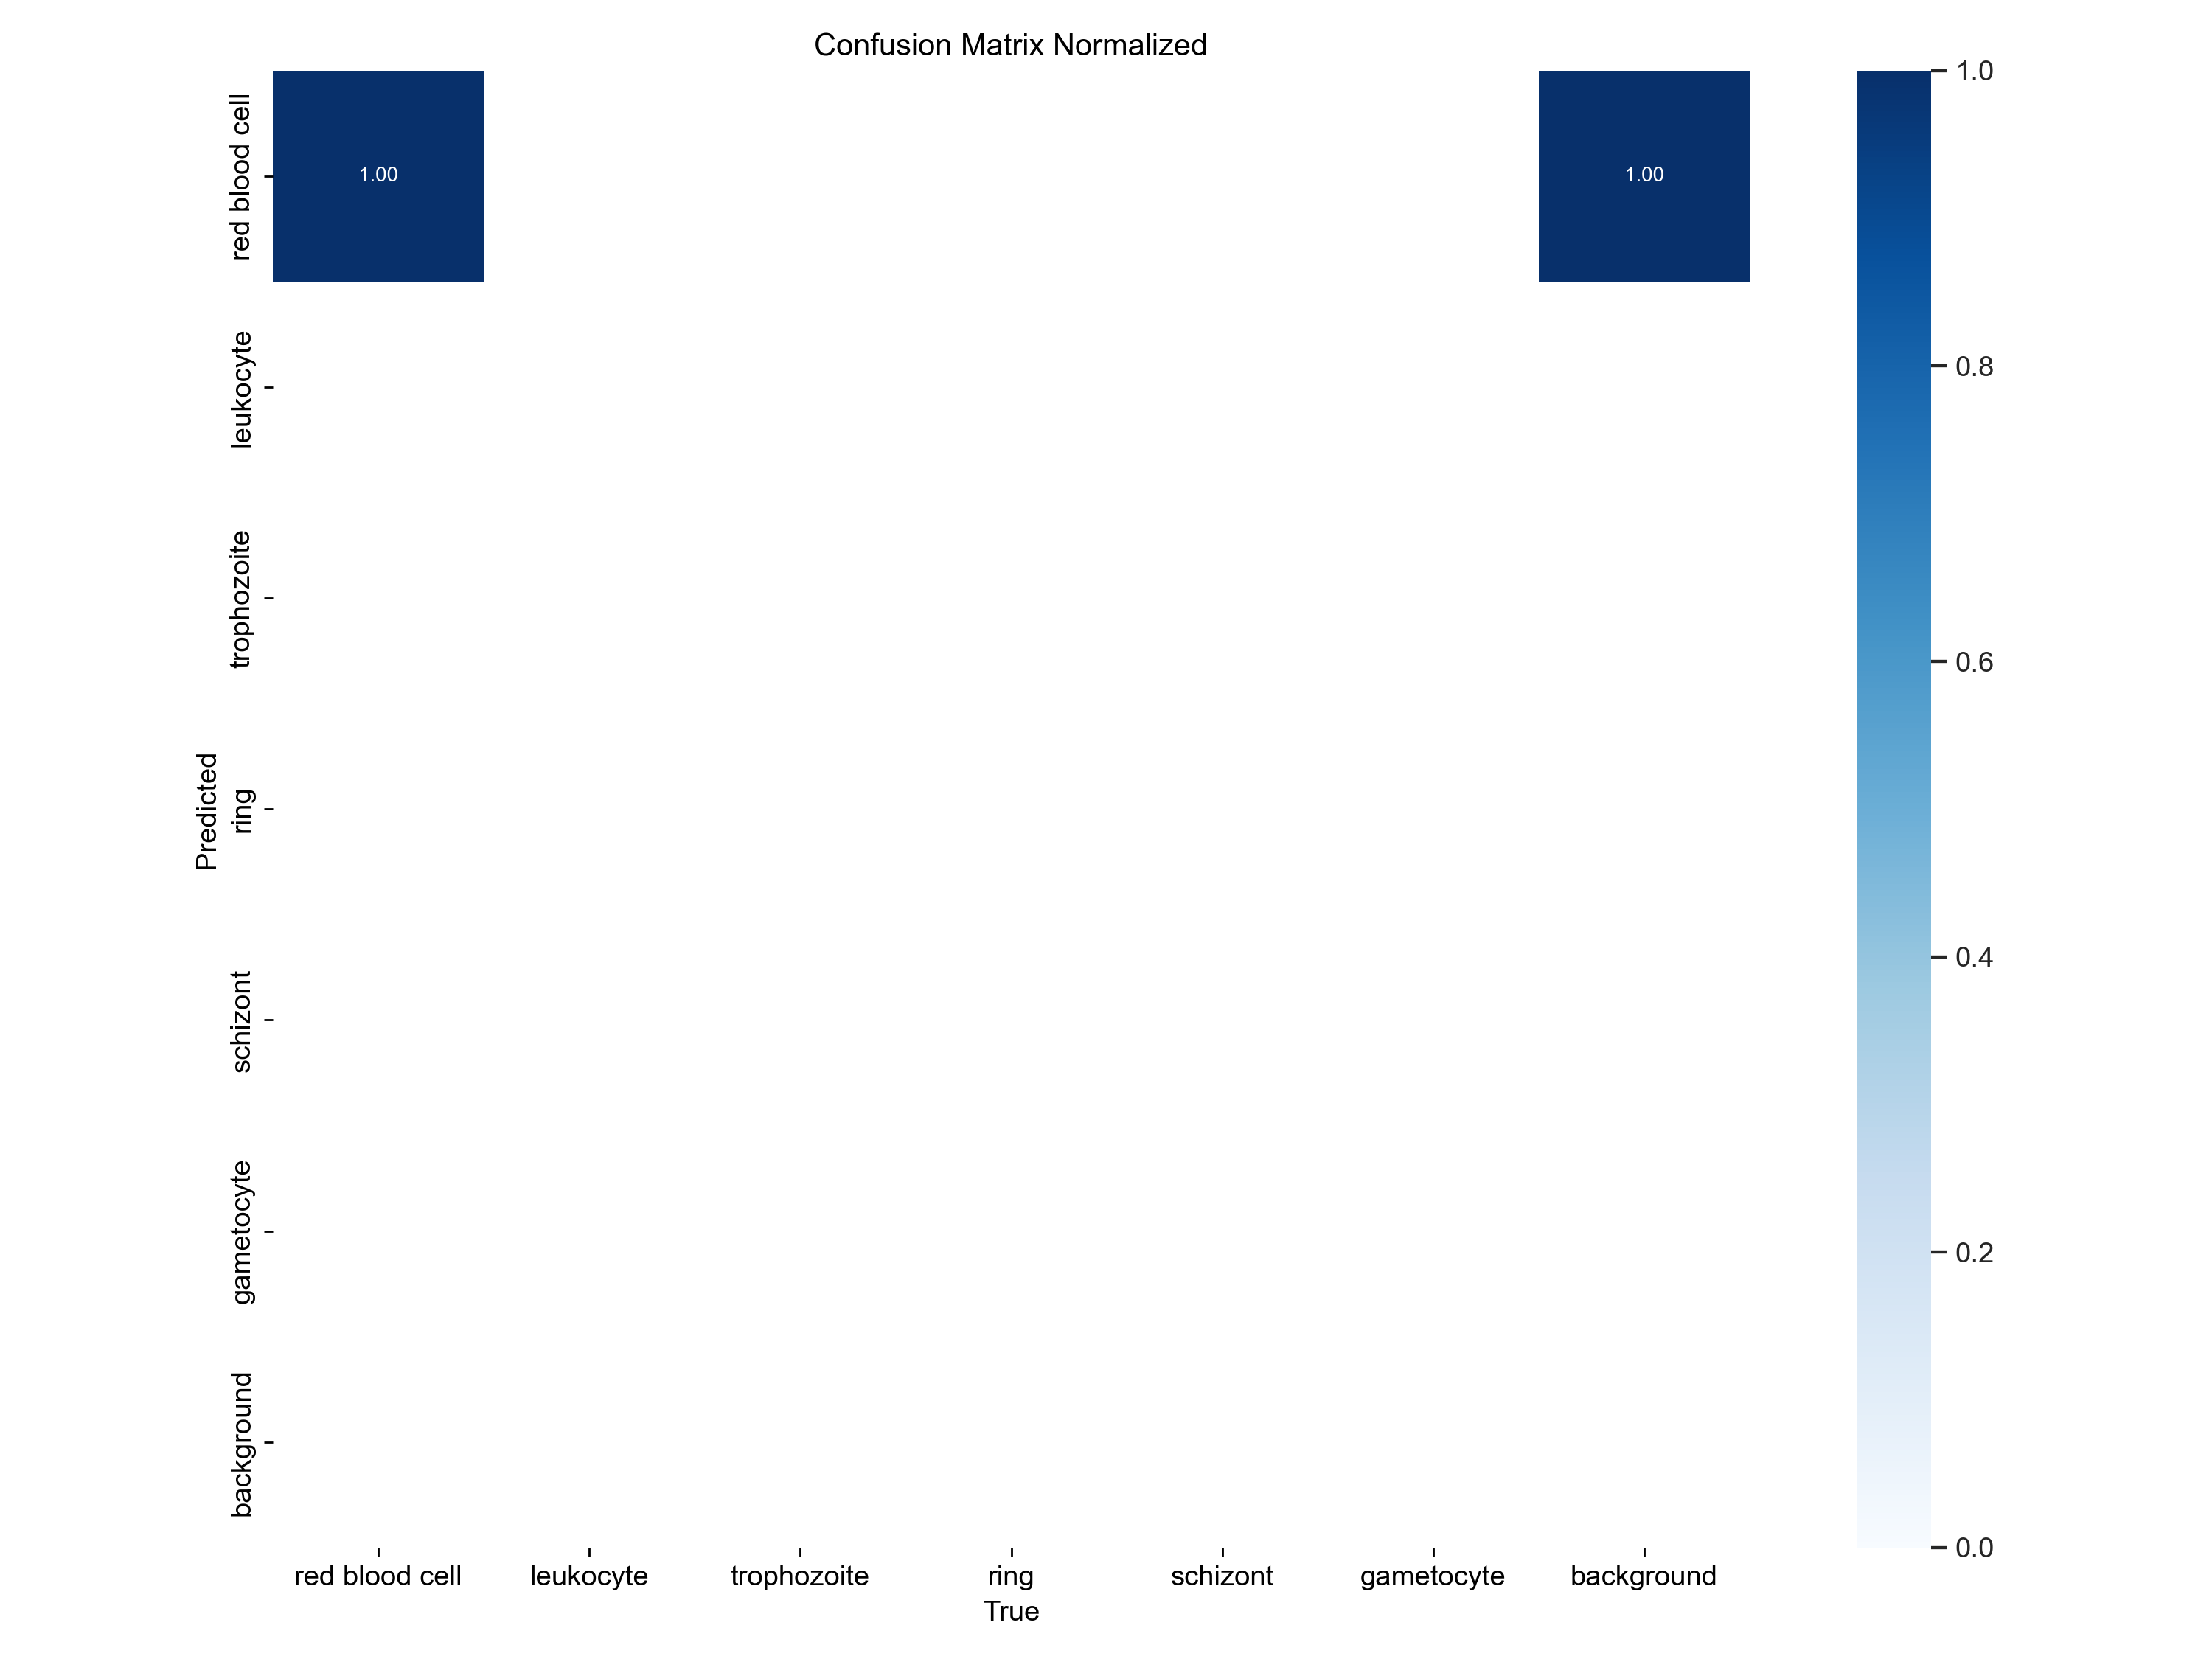 Confusion Matrix Normalized
red blood cell
leukocyte
trophozoite
ring
schizont
gametocyte
background
Predicted
1.00
1.00
red blood cell
leukocyte
trophozoite
ring
schizont
gametocyte
background
True
1.0
0.8
0.6
0.4
0.2
0.0